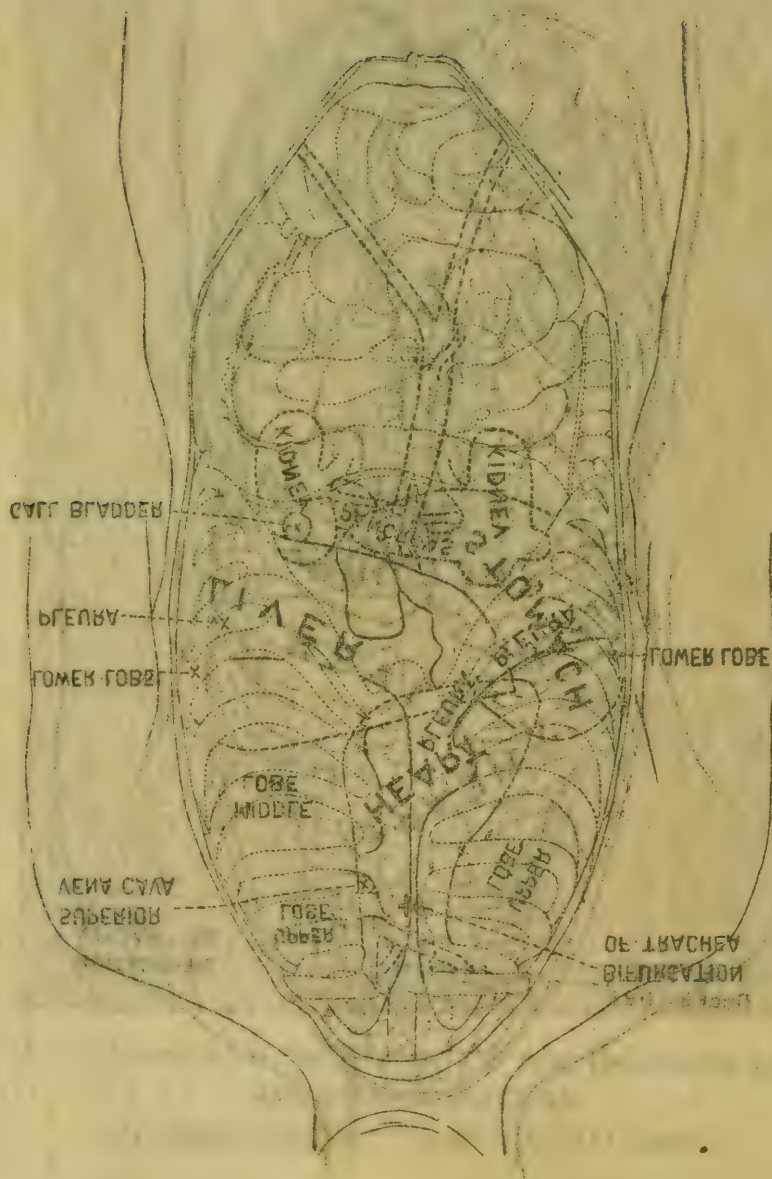 BIFURCATION
OF TRACHEA
UPPER
LOBE
SUPERIOR
VENA CAVA
UPPER
LOBE
MIDDLE
LOBE
HEART
LOWER LOBE
LOWER LOBE
PLEURA
PLEURA
PLEURA
LIVER
STOMACH
GALL BLADDER
KIDNEY
KIDNEY